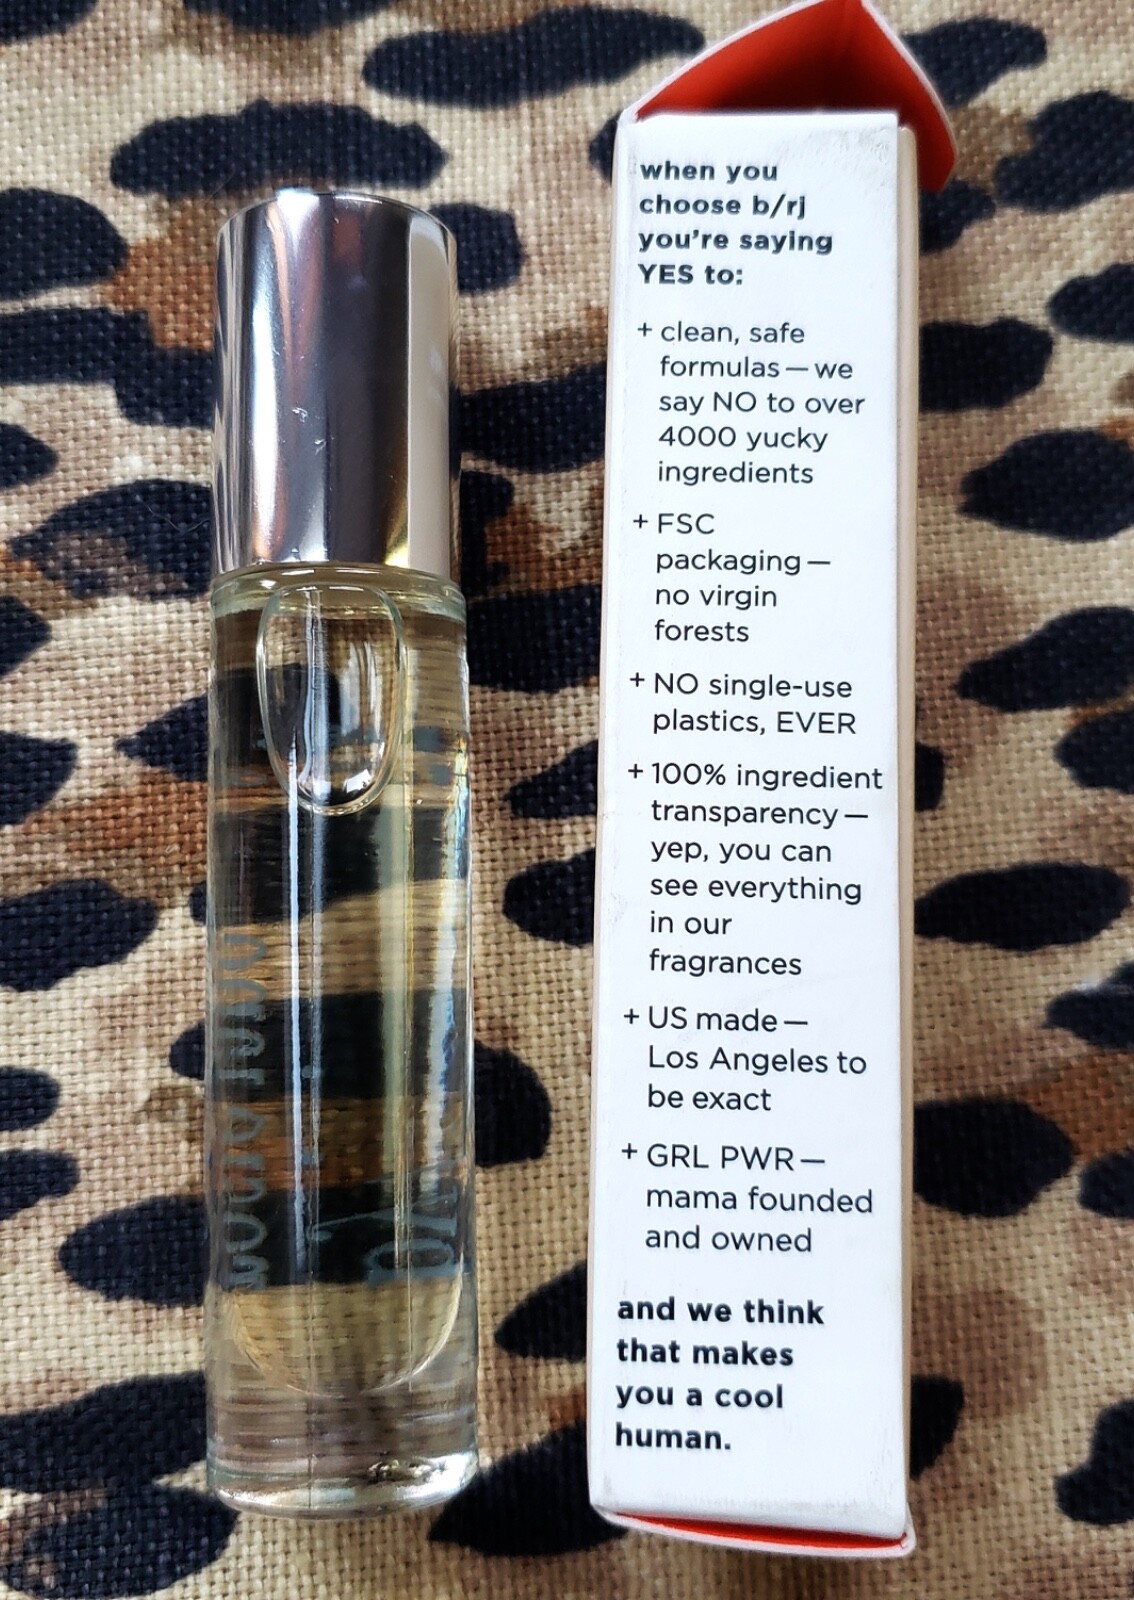 when you
choose b/rj
you're saying
YES to:
+ clean, safe
formulas — we
say NO to over
4000 yucky
ingredients
+ FSC
packaging —
no virgin
forests
+ NO single-use
plastics, EVER
+ 100% ingredient
transparency —
yep, you can
see everything
in our
fragrances
+ US made —
Los Angeles to
be exact
+ GRL PWR —
mama founded
and owned
and we think
that makes
you a cool
human.